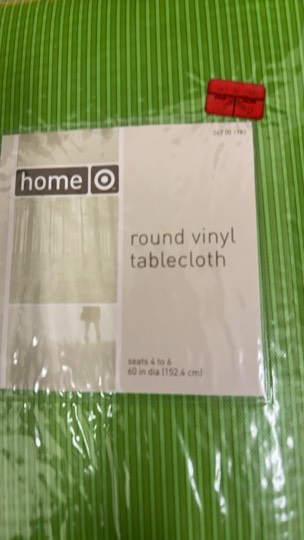 home
round vinyl
tablecloth
seats 4 to 6
60 in dia (152.4 cm)